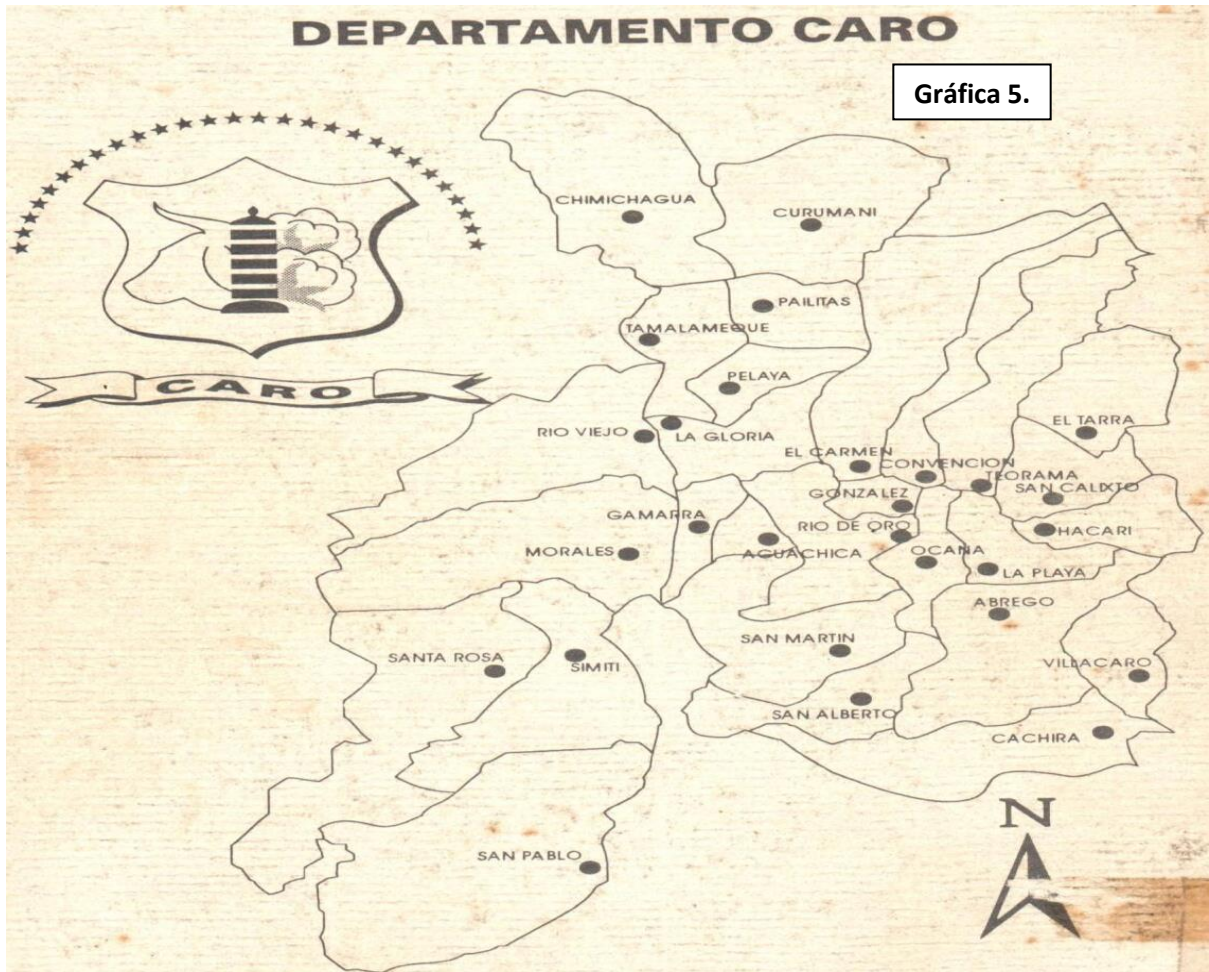 DEPARTAMENTO CARO
Gráfica 5.
CHIMICHAGUA
CURUMANI
PAILITAS
TAMALAMEQUE
PELAYA
CARO
EL TARRA
RIO VIEJO
LA GLORIA
EL CARMEN
CONVENCION
TEORAMA
SAN CALIXTO
GONZALEZ
GAMARRA
RIO DE ORO
HACARI
MORALES
AGUACHICA
OCAÑA
LA PLAYA
ABREGO
SAN MARTIN
SANTA ROSA
SIMITI
VILLACARO
SAN ALBERTO
CACHIRA
N
SAN PABLO